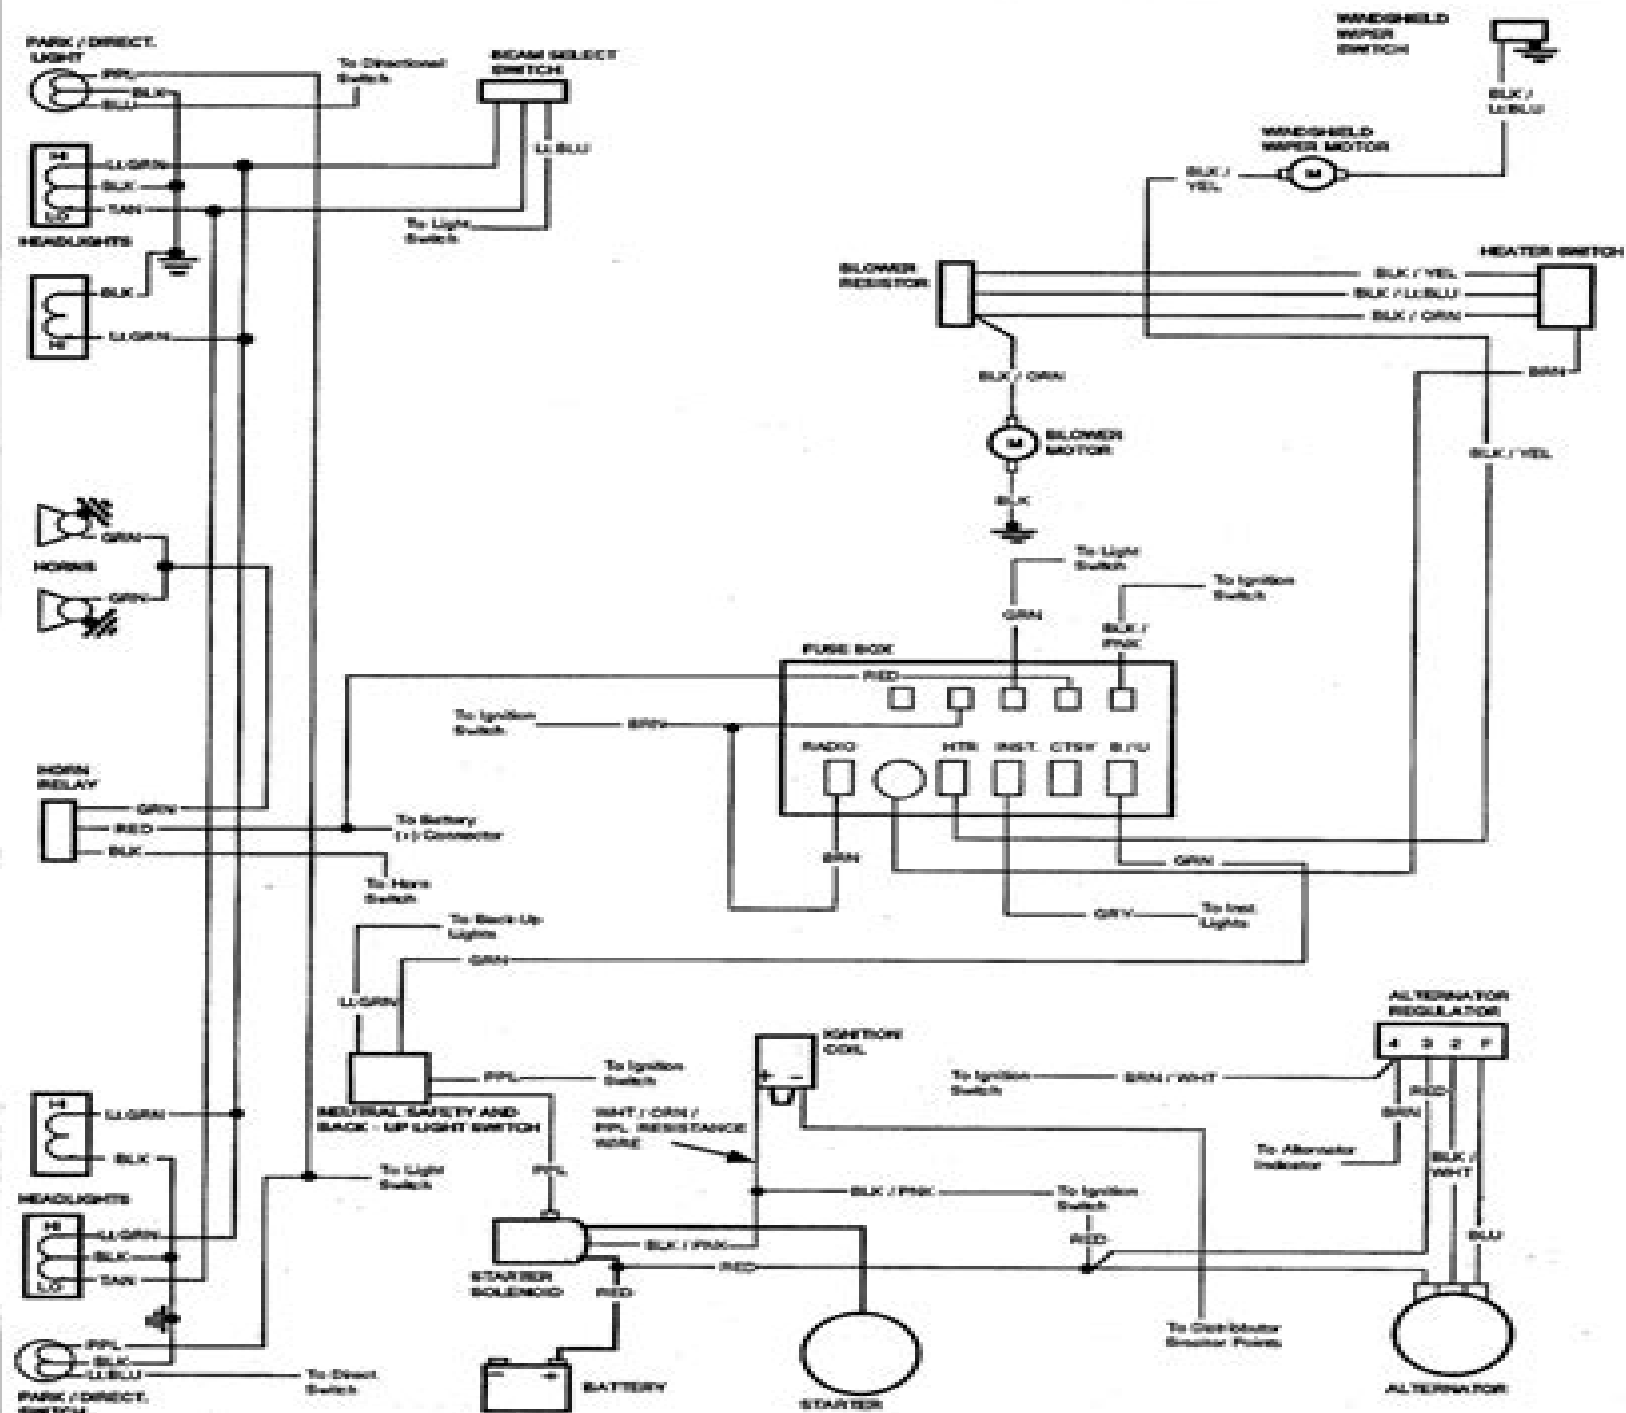 PARK / DIRECT.
LIGHT
PPL
BLK
BLU
To Directional
Switch
BEAM SELECT
SWITCH
Lt.BLU
HI
Lt.GRN
BLK
TAN
LO
HEADLIGHTS
To Light
Switch
BLK
Lt.GRN
HI
WINDSHIELD
WIPER
SWITCH
BLK /
Lt.BLU
WINDSHIELD
WIPER MOTOR
M
BLK /
YEL
HEATER SWITCH
BLOWER
RESISTOR
BLK / YEL
BLK / Lt.BLU
BLK / ORN
BRN
BLK / ORN
M
BLOWER
MOTOR
BLK / YEL
BLK
GRN
HORNS
GRN
To Light
Switch
To Ignition
Switch
GRN
BLK /
PNK
FUSE BOX
RED
To Ignition
Switch
BRN
RADIO HTR INST. CTSY B / U
HORN
RELAY
GRN
RED
BLK
To Battery
(+) Connector
To Horn
Switch
BRN
GRN
GRY
To Inst.
Lights
To Back-Up
Lights
GRN
Lt.GRN
NEUTRAL SAFETY AND
BACK - UP LIGHT SWITCH
PPL
To Ignition
Switch
IGNITION
COIL
+ -
ALTERNATOR
REGULATOR
4 3 2 F
To Ignition
Switch
BRN / WHT
RED
BRN
HI
Lt.GRN
BLK
WHT / ORN /
PPL RESISTANCE
WIRE
To Alternator
Indicator
BLK /
WHT
PPL
To Light
Switch
BLK / PNK
To Ignition
Switch
HEADLIGHTS
HI
Lt.GRN
BLK
TAN
LO
BLK / PNK
RED
BLU
STARTER
SOLENOID
RED
RED
PPL
BLK
Lt.BLU
To Direct.
Switch
PARK / DIRECT.
SWITCH
- +
BATTERY
STARTER
To Distributor
Breaker Points
ALTERNATOR